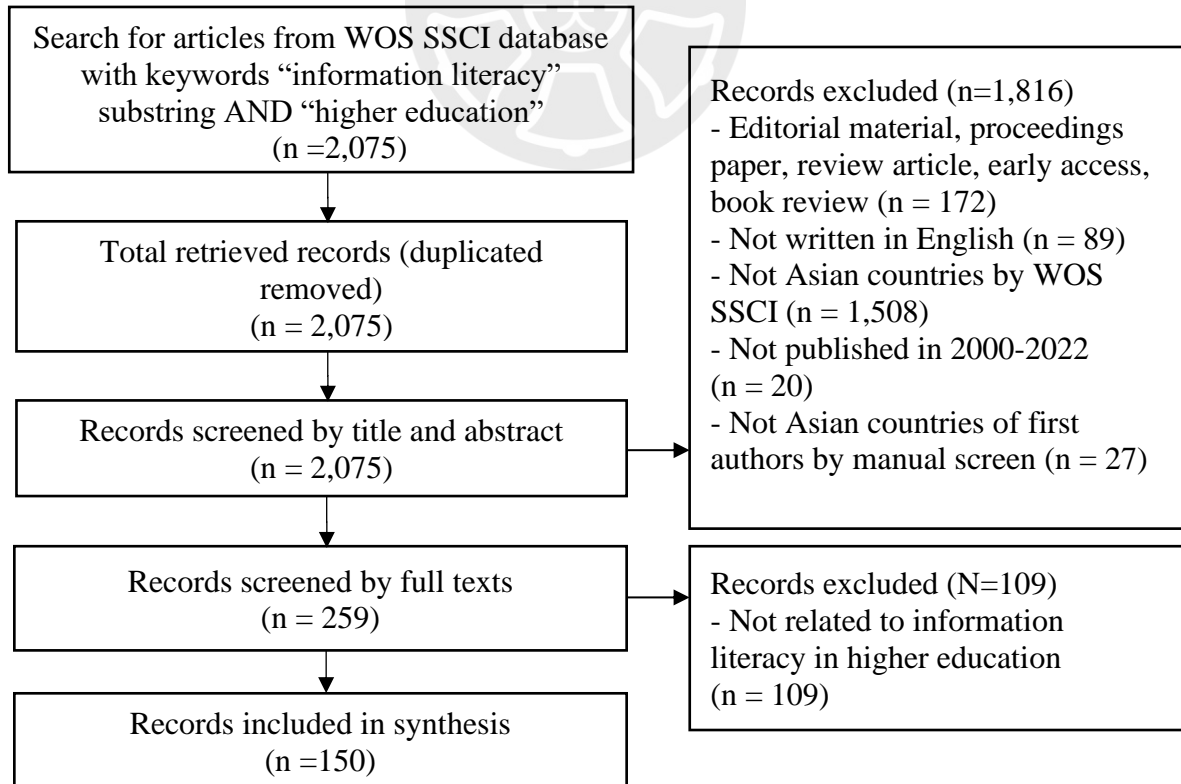 Search for articles from WOS SSCI database
with keywords “information literacy”
substring AND “higher education”
(n =2,075)
Total retrieved records (duplicated
removed)
(n = 2,075)
Records screened by title and abstract
(n = 2,075)
Records excluded (n=1,816)
- Editorial material, proceedings
paper, review article, early access,
book review (n = 172)
- Not written in English (n = 89)
- Not Asian countries by WOS
SSCI (n = 1,508)
- Not published in 2000-2022
(n = 20)
- Not Asian countries of first
authors by manual screen (n = 27)
Records screened by full texts
(n = 259)
Records excluded (N=109)
- Not related to information
literacy in higher education
(n = 109)
Records included in synthesis
(n =150)